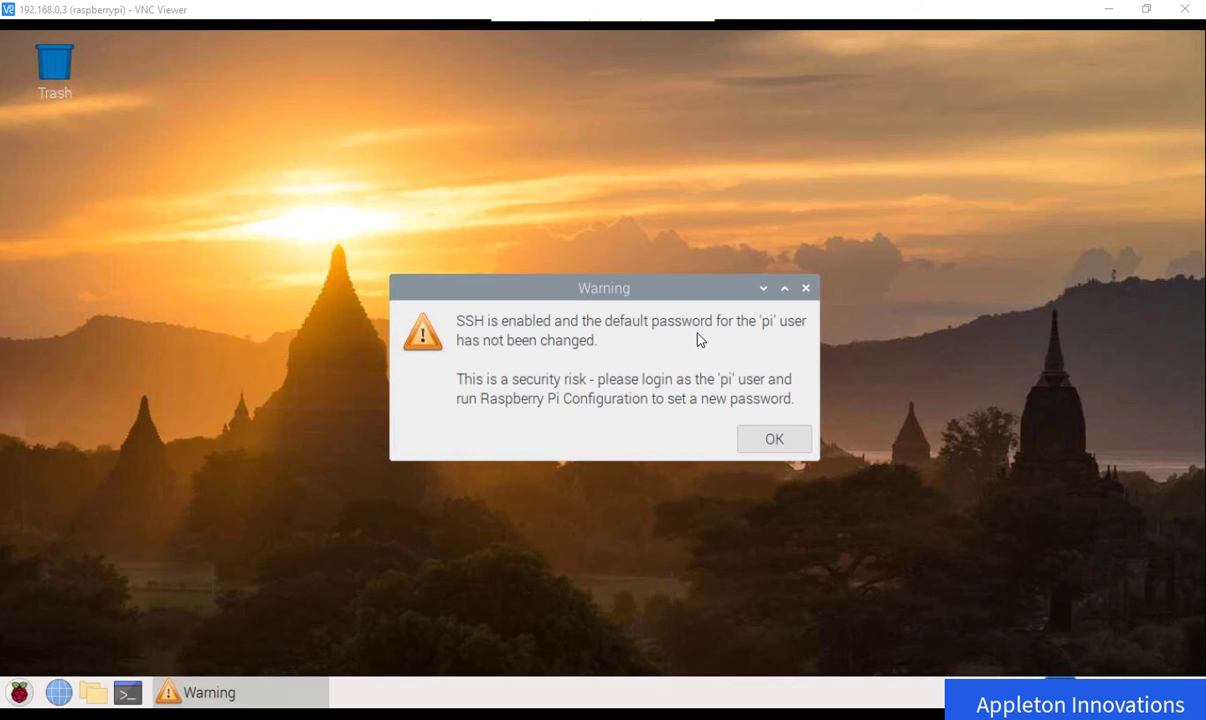 192.168.0.3 (raspberrypi) - VNC Viewer
Trash
Warning
SSH is enabled and the default password for the 'pi' user
has not been changed.
This is a security risk - please login as the 'pi' user and
run Raspberry Pi Configuration to set a new password.
OK
Warning
Appleton Innovations